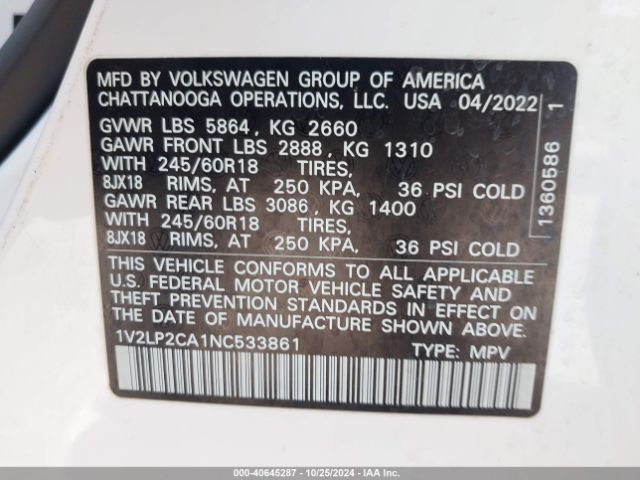 MFD BY VOLKSWAGEN GROUP OF AMERICA
CHATTANOOGA OPERATIONS, LLC. USA 04/2022
GVWR LBS 5864, KG 2660
GAWR FRONT LBS 2888, KG 1310
WITH 245/60R18 TIRES,
8JX18 RIMS, AT 250 KPA, 36 PSI COLD
GAWR REAR LBS 3086, KG 1400
WITH 245/60R18 TIRES,
8JX18 RIMS, AT 250 KPA, 36 PSI COLD
THIS VEHICLE CONFORMS TO ALL APPLICABLE
U.S. FEDERAL MOTOR VEHICLE SAFETY AND
THEFT PREVENTION STANDARDS IN EFFECT ON
THE DATE OF MANUFACTURE SHOWN ABOVE.
1V2LP2CA1NC533861 TYPE: MPV
1360586 1
000-40645287 - 10/25/2024 - IAA Inc.